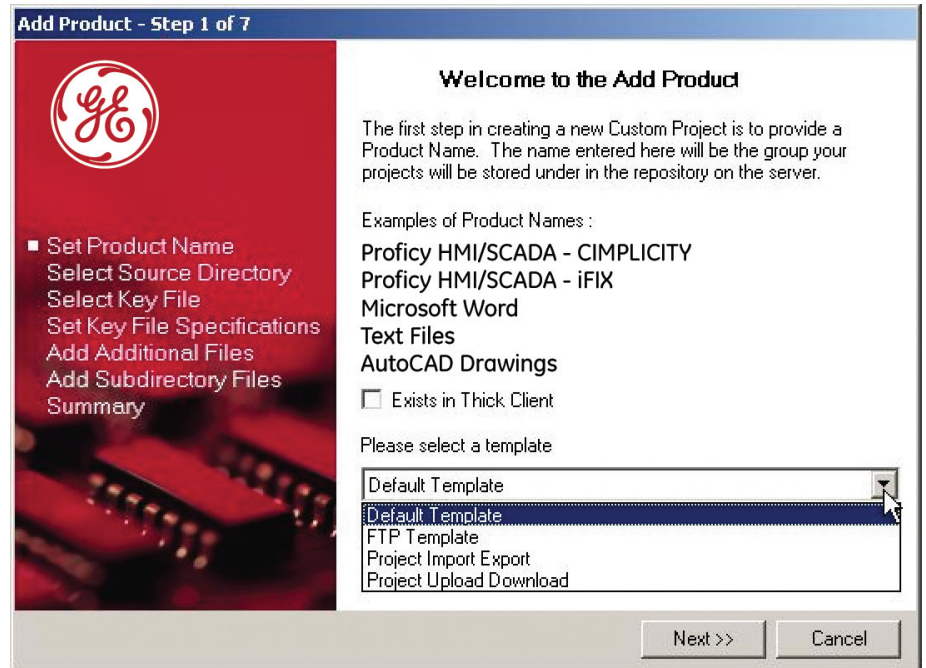 Add Product - Step 1 of 7
GE
Set Product Name
Select Source Directory
Select Key File
Set Key File Specifications
Add Additional Files
Add Subdirectory Files
Summary
Welcome to the Add Product
The first step in creating a new Custom Project is to provide a
Product Name. The name entered here will be the group your
projects will be stored under in the repository on the server.
Examples of Product Names :
Proficy HMI/SCADA - CIMPLICITY
Proficy HMI/SCADA - iFIX
Microsoft Word
Text Files
AutoCAD Drawings
Exists in Thick Client
Please select a template
Default Template
Default Template
FTP Template
Project Import Export
Project Upload Download
Next >>
Cancel